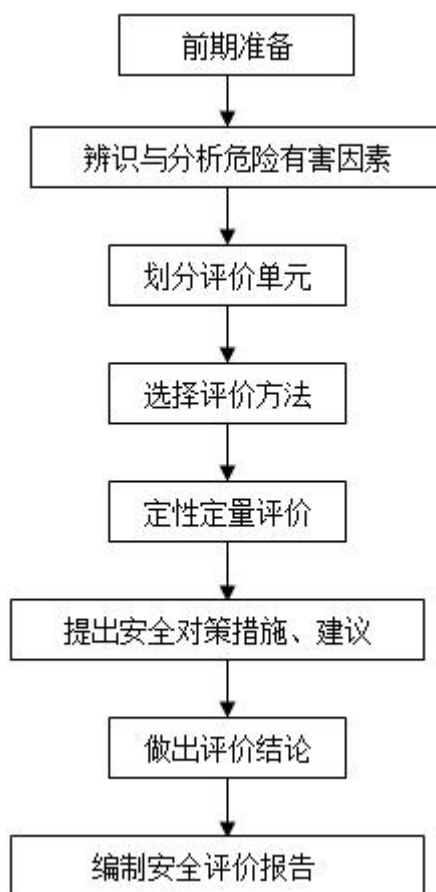 前期准备
辨识与分析危险有害因素
划分评价单元
选择评价方法
定性定量评价
提出安全对策措施、建议
做出评价结论
编制安全评价报告